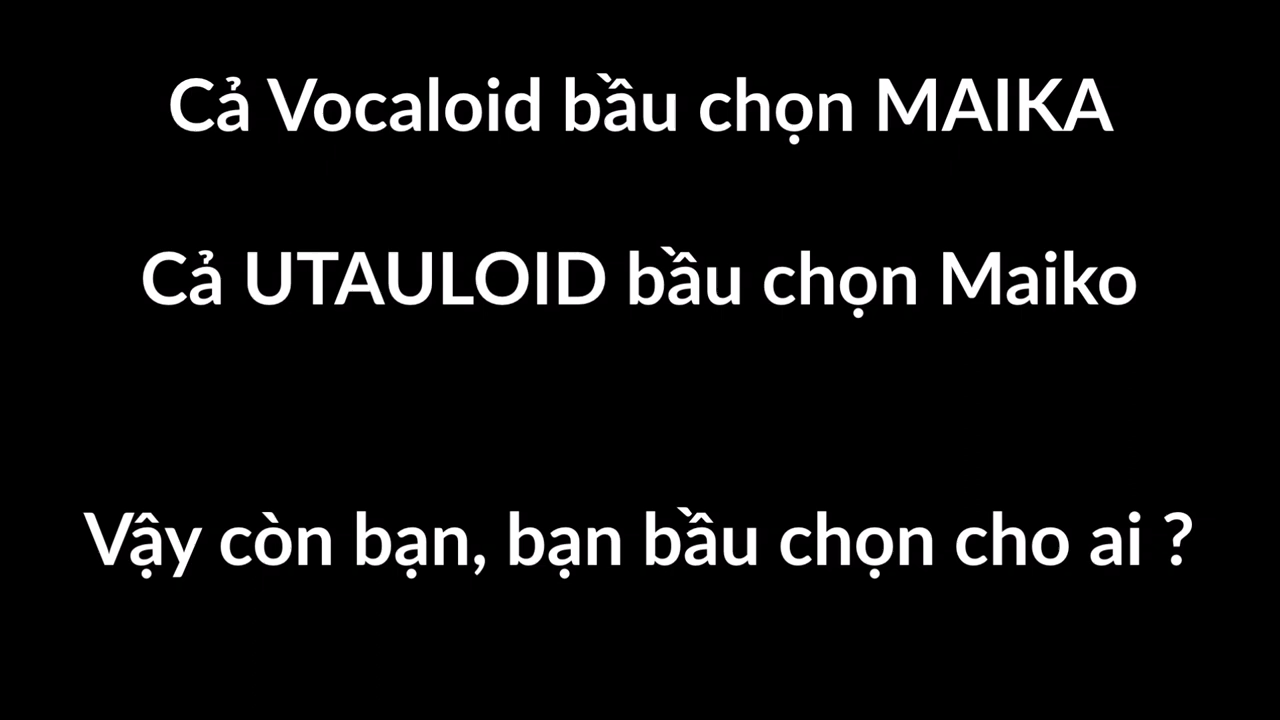 Cả Vocaloid bầu chọn MAIKA
Cả UTAULOID bầu chọn Maiko
Vậy còn bạn, bạn bầu chọn cho ai ?